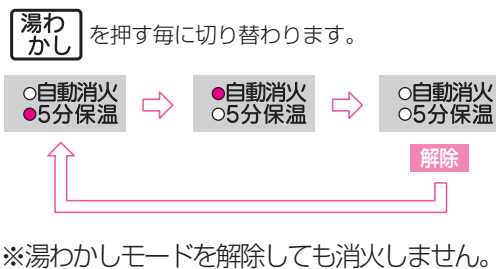 湯わ
かし
を押す毎に切り替わります。
○自動消火
●5分保温
●自動消火
○5分保温
○自動消火
○5分保温
解除
※湯わかしモードを解除しても消火しません。